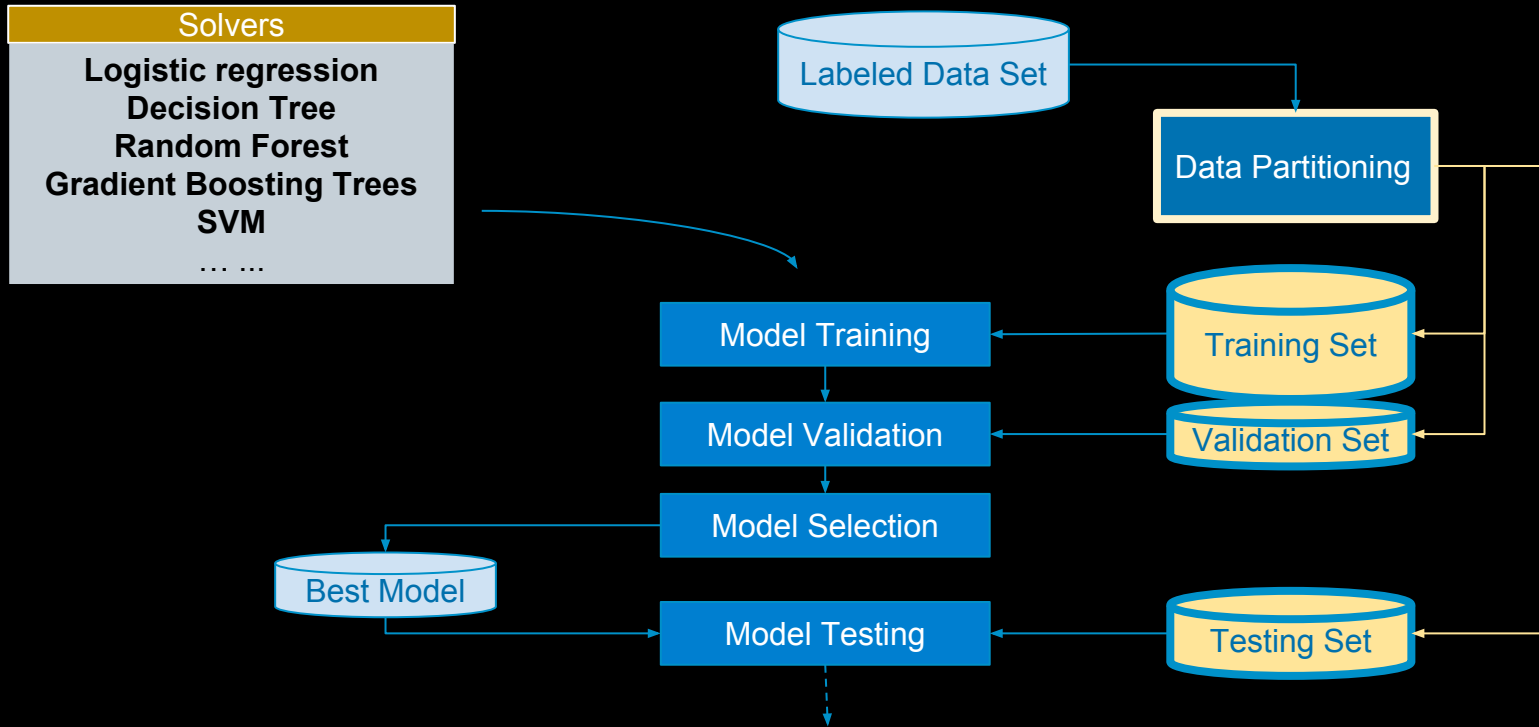 Solvers
Logistic regression
Decision Tree
Random Forest
Gradient Boosting Trees
SVM
… ...
Labeled Data Set
Data Partitioning
Model Training
Training Set
Model Validation
Validation Set
Model Selection
Best Model
Model Testing
Testing Set